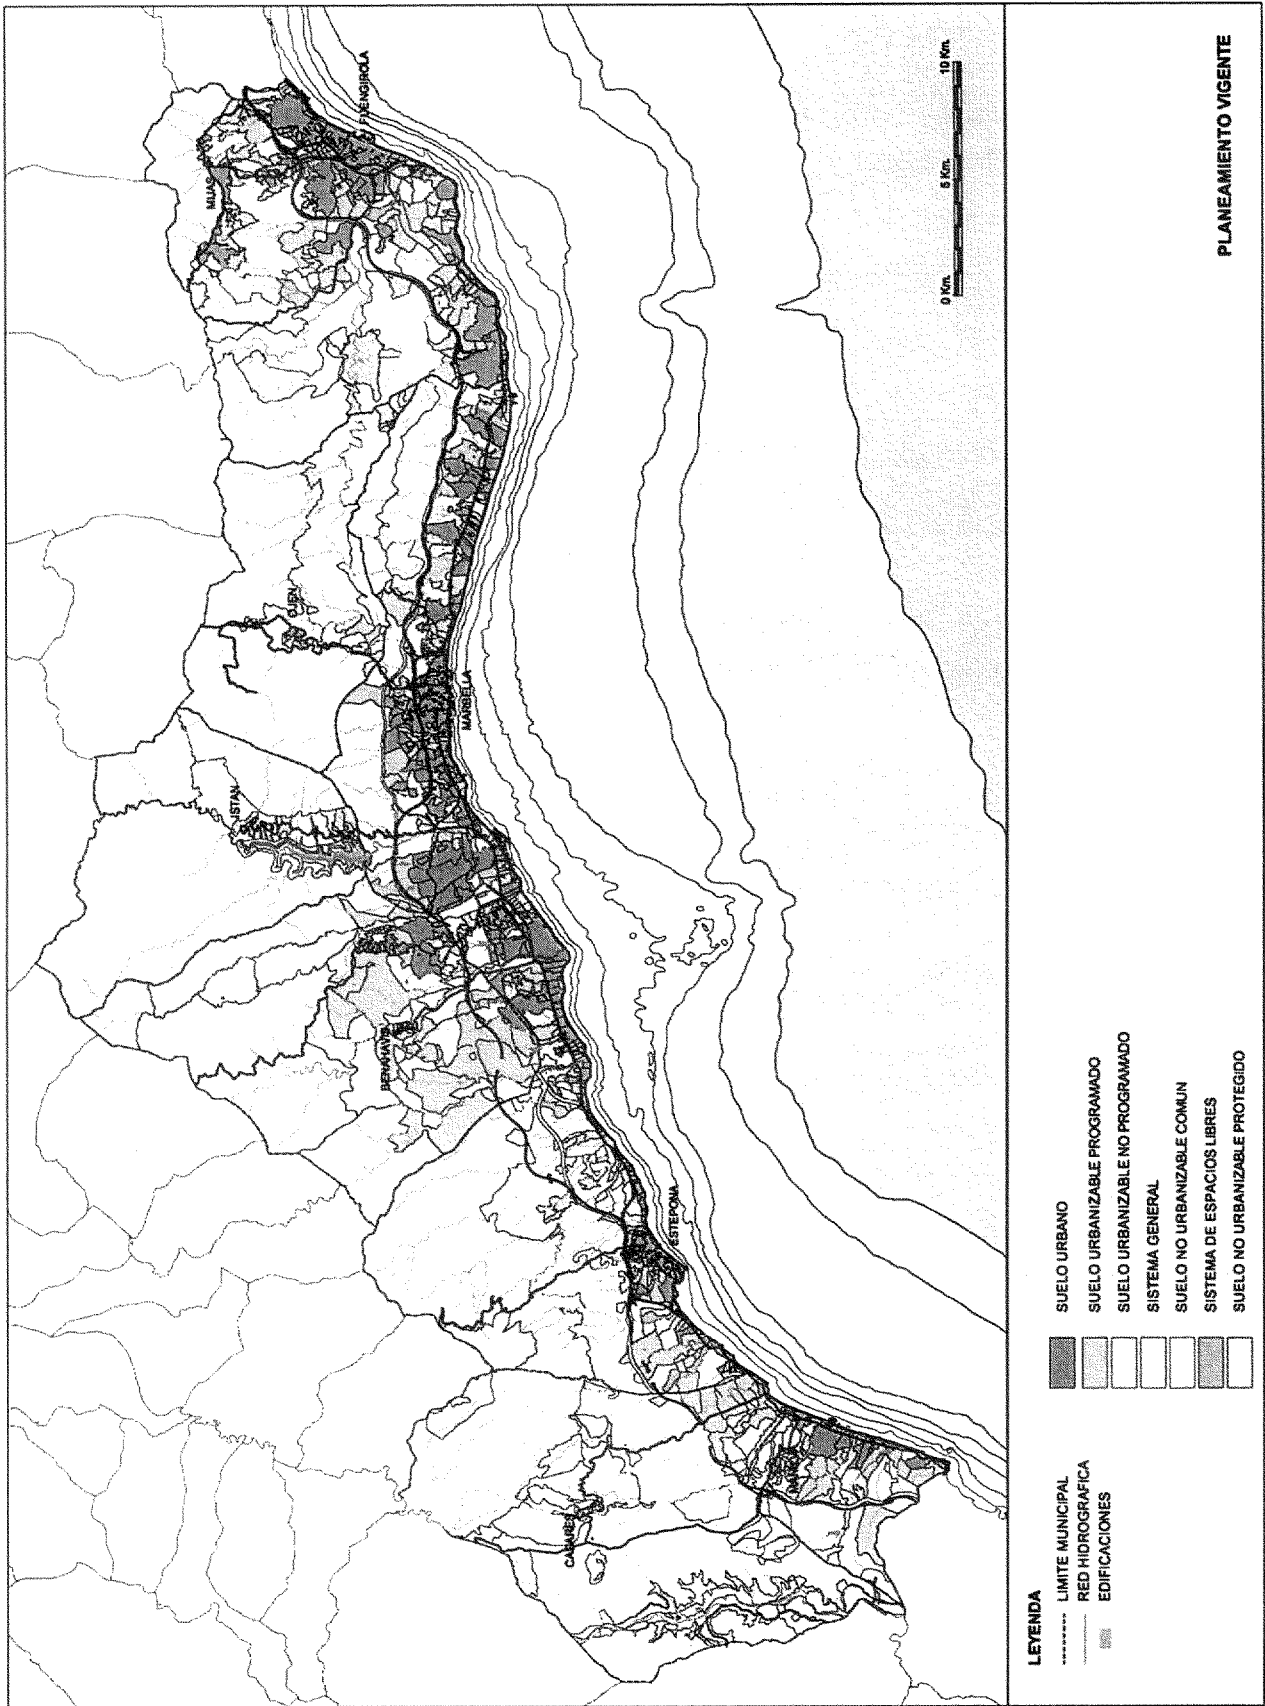 MIJAS
FUENGIROLA
OJEN
MARBELLA
ISTAN
BENAHAVIS
ESTEPONA
CASARES
MANILVA
0 Km.
5 Km.
10 Km.
LEYENDA
LIMITE MUNICIPAL
RED HIDROGRAFICA
EDIFICACIONES
SUELO URBANO
SUELO URBANIZABLE PROGRAMADO
SUELO URBANIZABLE NO PROGRAMADO
SISTEMA GENERAL
SUELO NO URBANIZABLE COMUN
SISTEMA DE ESPACIOS LIBRES
SUELO NO URBANIZABLE PROTEGIDO
PLANEAMIENTO VIGENTE